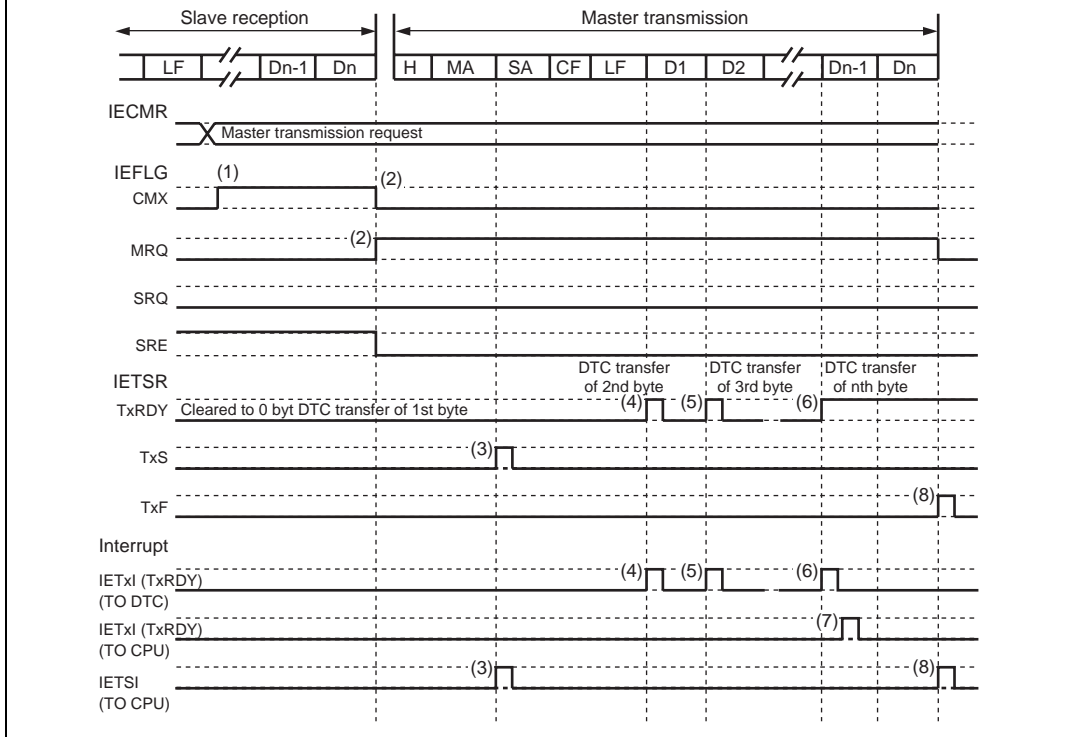 Slave reception Master transmission
LF Dn-1 Dn H MA SA CF LF D1 D2 Dn-1 Dn
IECMR
Master transmission request
IEFLG (1) (2)
CMX
MRQ (2)
SRQ
SRE
IETSR DTC transfer of 2nd byte DTC transfer of 3rd byte DTC transfer of nth byte
TxRDY Cleared to 0 byt DTC transfer of 1st byte (4) (5) (6)
TxS (3)
TxF (8)
Interrupt
IETxI (TxRDY) (4) (5) (6)
(TO DTC)
IETxI (TxRDY) (7)
(TO CPU)
IETSI (3) (8)
(TO CPU)